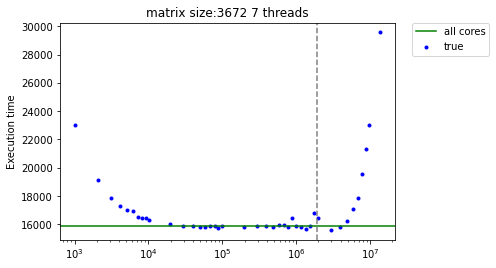 matrix size:3672 7 threads
all cores
true
Execution time
30000
28000
26000
24000
22000
20000
18000
16000
10³ 10⁴ 10⁵ 10⁶ 10⁷